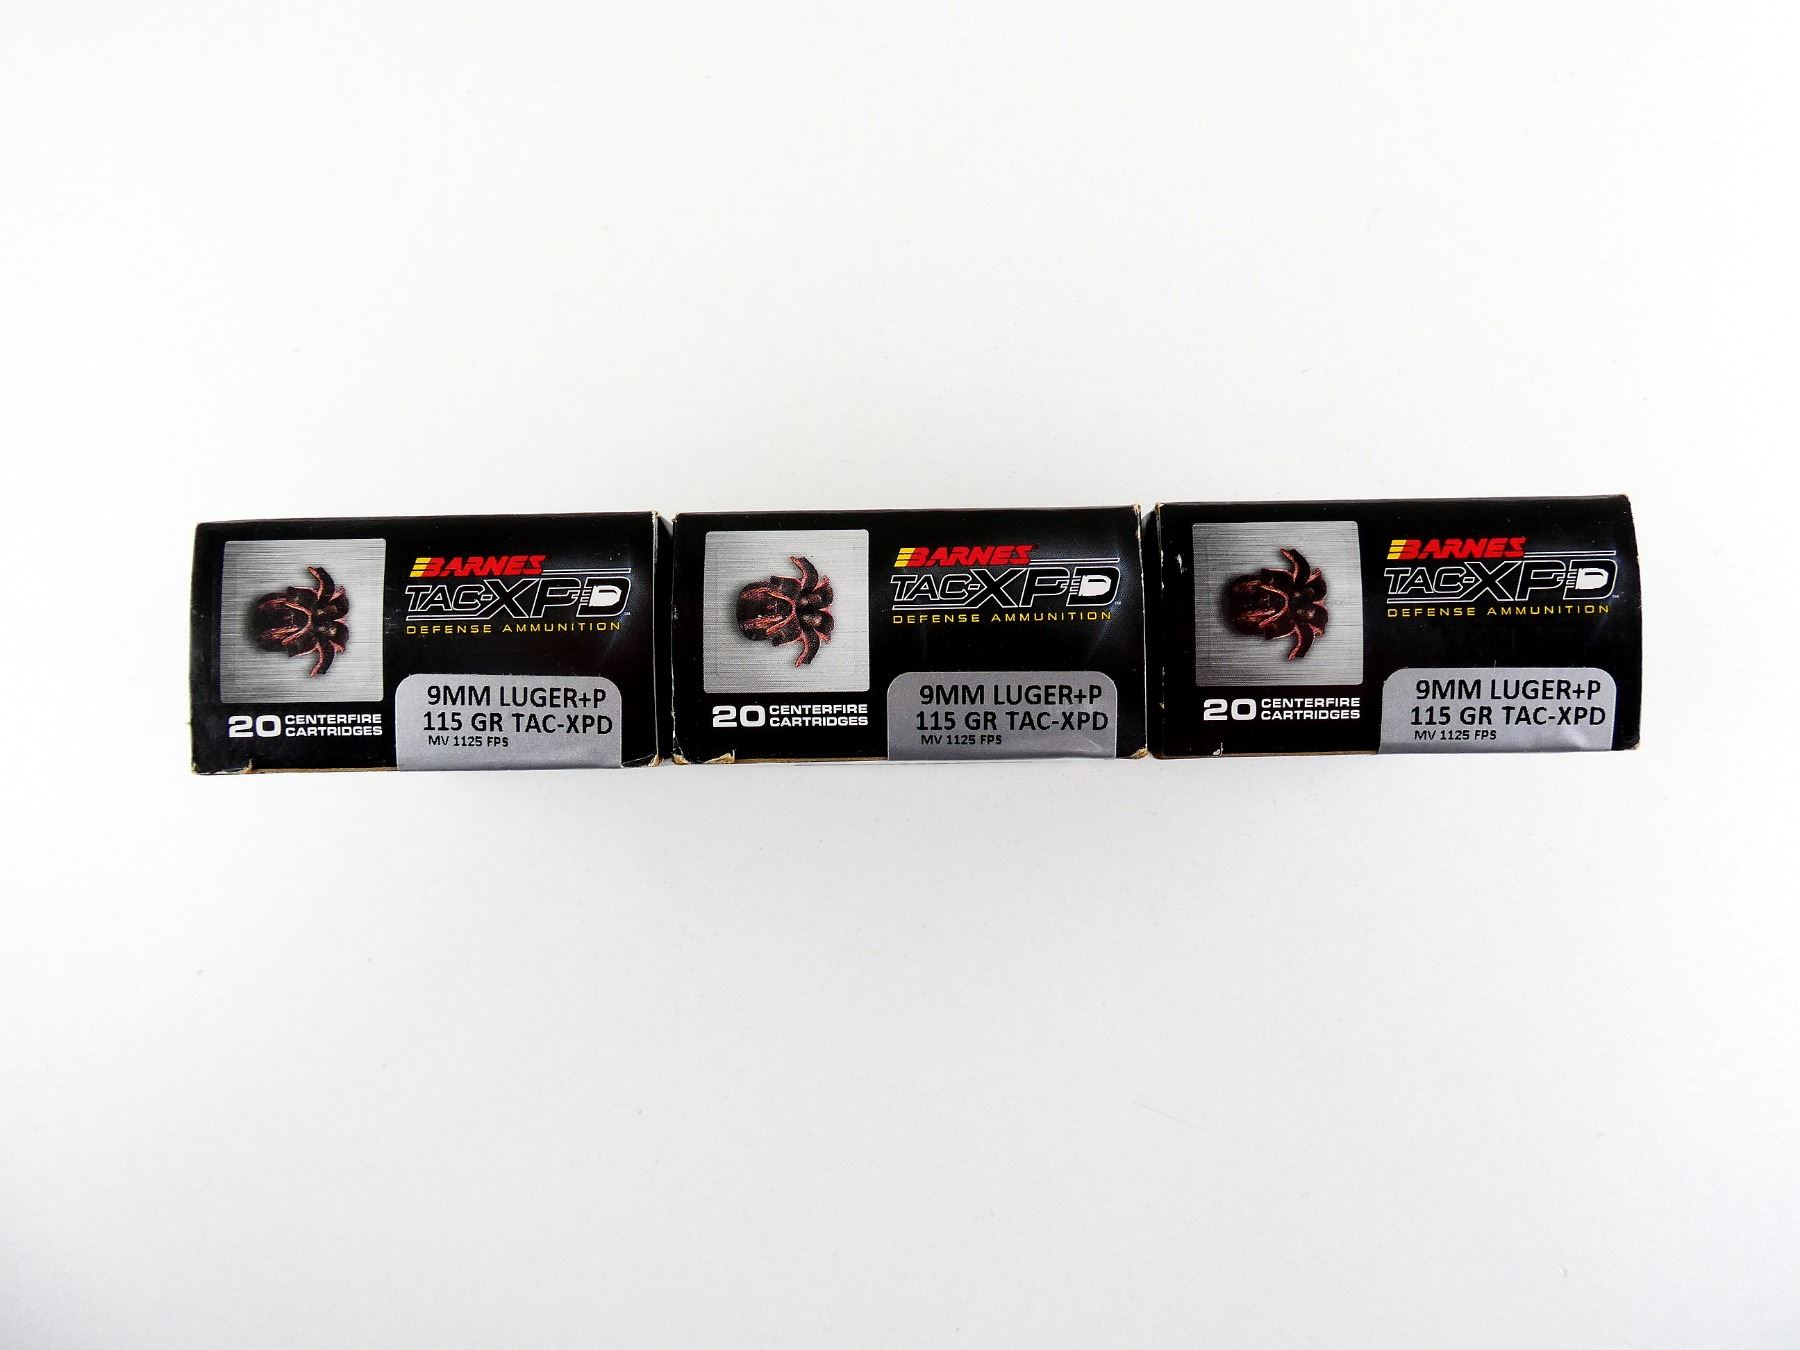 BARNES
TAC-XPD
DEFENSE AMMUNITION
20 CENTERFIRE
CARTRIDGES
9MM LUGER+P
115 GR TAC-XPD
MV 1125 FPS
BARNES
TAC-XPD
DEFENSE AMMUNITION
20 CENTERFIRE
CARTRIDGES
9MM LUGER+P
115 GR TAC-XPD
MV 1125 FPS
BARNES
TAC-XPD
DEFENSE AMMUNITION
20 CENTERFIRE
CARTRIDGES
9MM LUGER+P
115 GR TAC-XPD
MV 1125 FPS